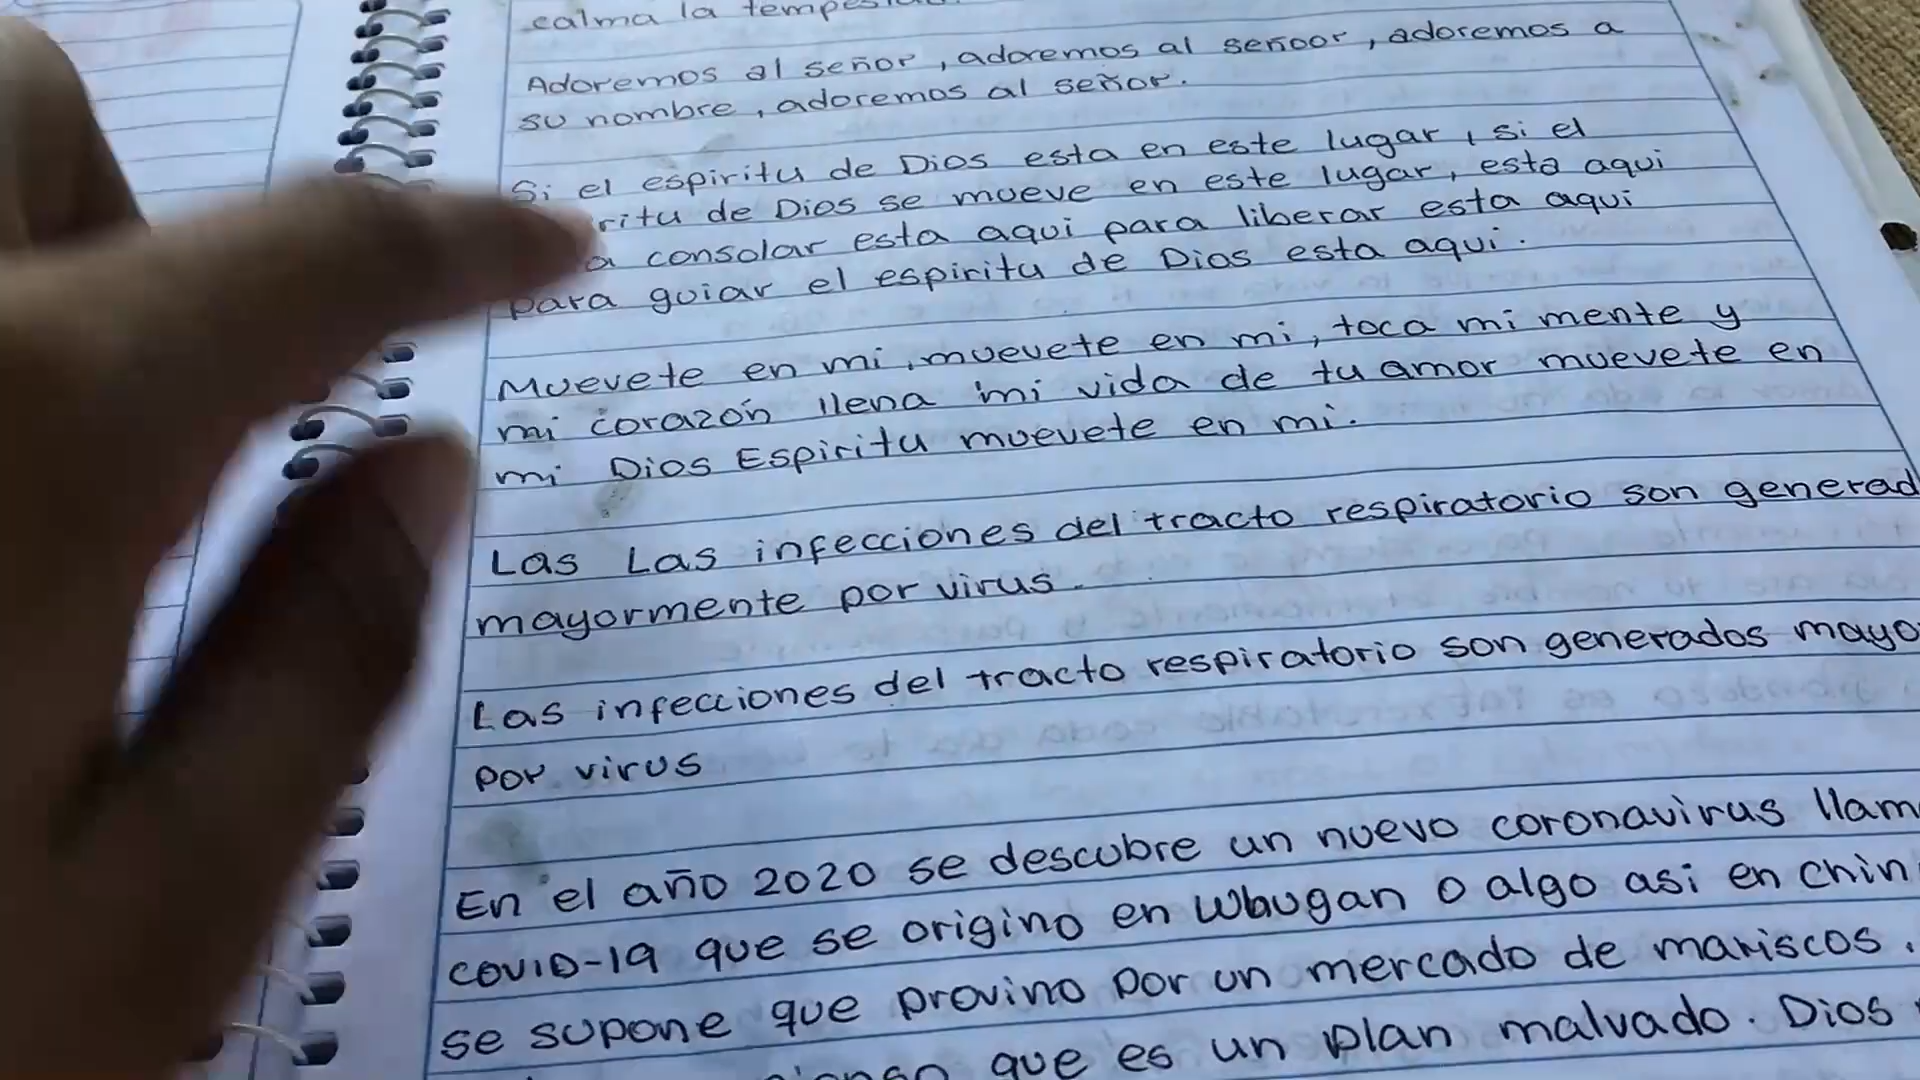 calma la
Adoremos al señor, adoremos al senoor, adoremos a
su nombre, adoremos al señor.
Si el espiritu de Dios esta en este lugar, si el
ritu de Dios se mueve en este lugar, esta aqui
a consolar esta aqui para liberar esta aqui
para guiar el espiritu de Dios esta aqui.
Muevete en mi, muevete en mi, toca mi mente y
mi corazón llena mi vida de tu amor muevete en
mi Dios Espiritu muevete en mi.
Las Las infecciones del tracto respiratorio son generad
mayormente por virus.
Las infecciones del tracto respiratorio son generados mayo
por virus
En el año 2020 se descubre un nuevo coronavirus llam
COVID-19 que se origino en Wbaugan o algo asi en chin
se supone que provino por un mercado de mariscos.
que es un plan malvado. Dios